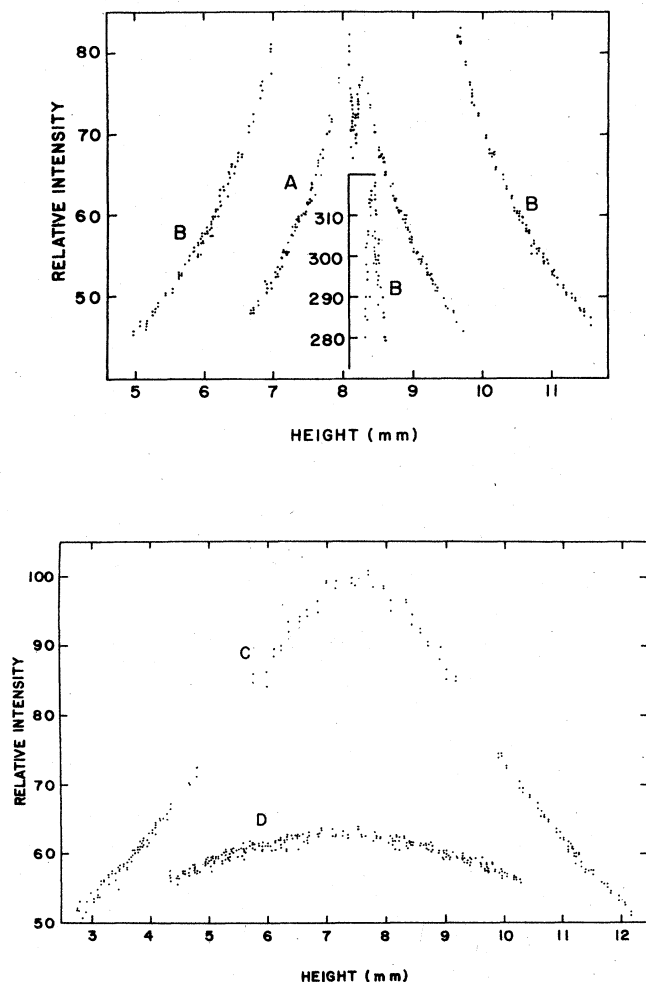 80
70
60
50
RELATIVE INTENSITY
B
A
B
310
300
290
280
B
5 6 7 8 9 10 11
HEIGHT (mm)
100
90
80
70
60
50
RELATIVE INTENSITY
C
D
3 4 5 6 7 8 9 10 11 12
HEIGHT (mm)